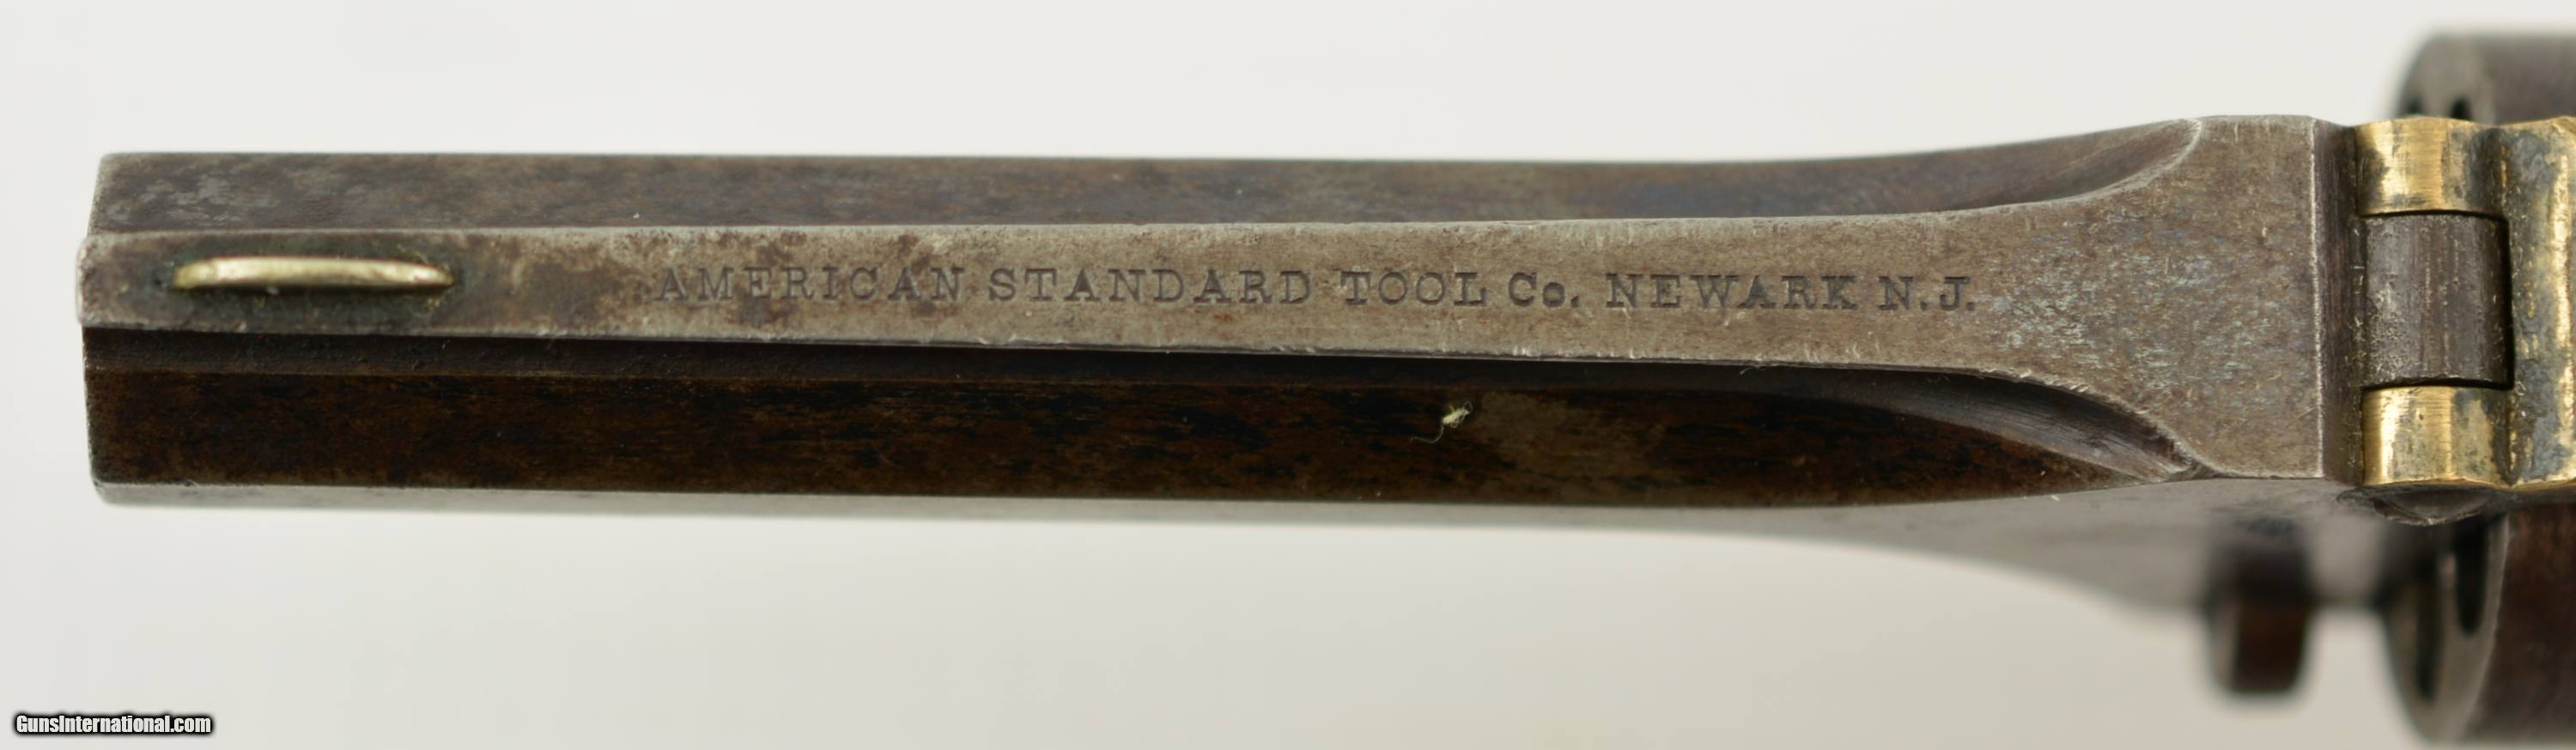 AMERICAN STANDARD TOOL Co. NEWARK N.J.
GunsInternational.com